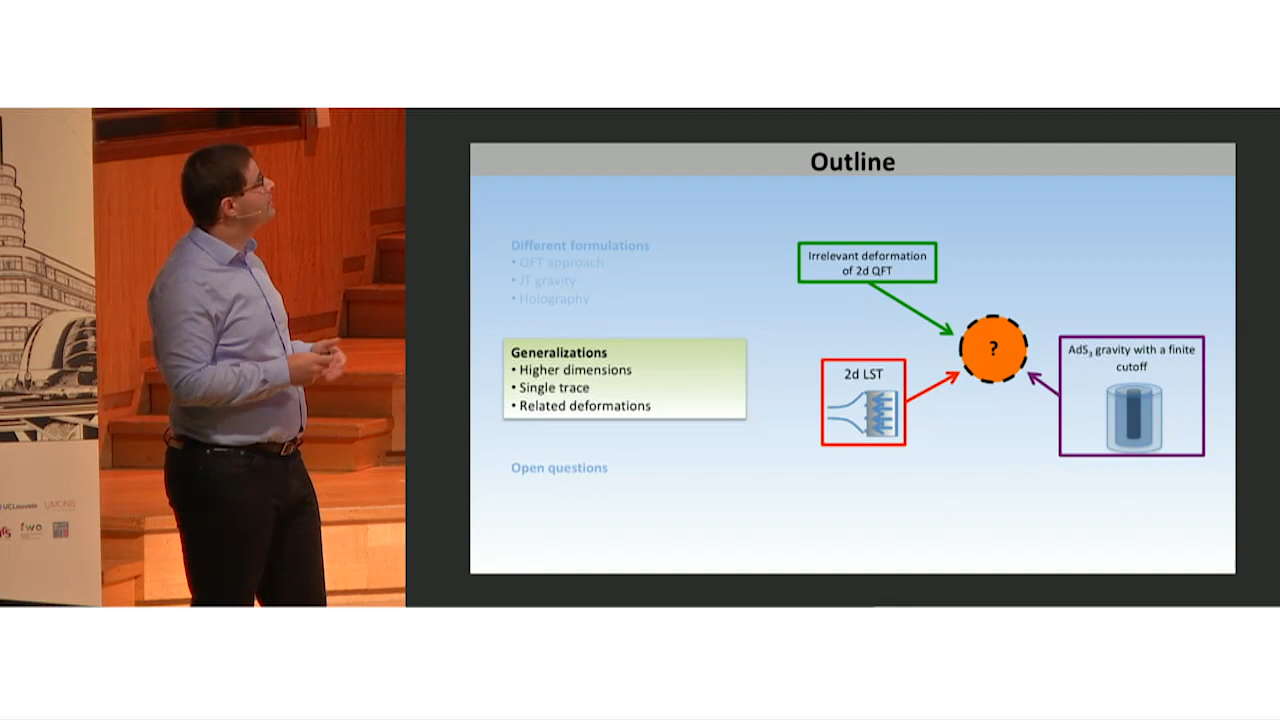 Outline
Different formulations
• QFT approach
• JT gravity
• Holography
Generalizations
• Higher dimensions
• Single trace
• Related deformations
Open questions
Irrelevant deformation
of 2d QFT
?
2d LST
AdS₃ gravity with a finite
cutoff
UCLouvain
UMONS
fwo